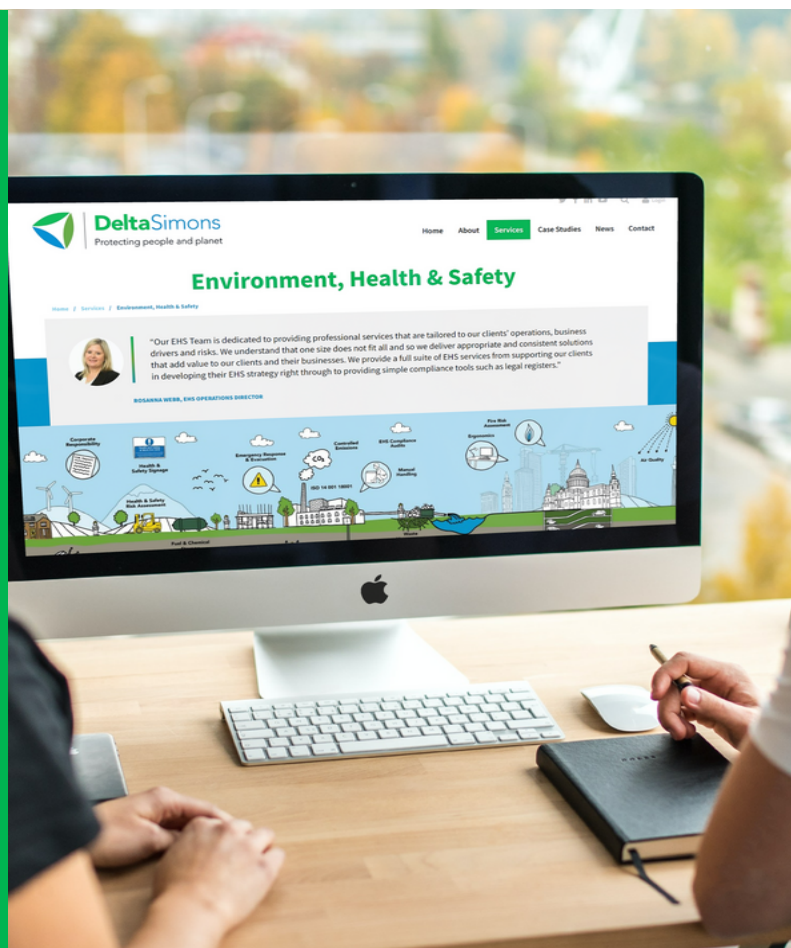 Login
DeltaSimons
Protecting people and planet
Home About Services Case Studies News Contact
Environment, Health & Safety
Home / Services / Environment, Health & Safety
"Our EHS Team is dedicated to providing professional services that are tailored to our clients' operations, business
drivers and risks. We understand that one size does not fit all and so we deliver appropriate and consistent solutions
that add value to our clients and their businesses. We provide a full suite of EHS services from supporting our clients
in developing their EHS strategy right through to providing simple compliance tools such as legal registers."
ROSANNA WEBB, EHS OPERATIONS DIRECTOR
Corporate
Responsibility
Health &
Safety Signage
Health & Safety
Risk Assessment
Emergency Response
& Evacuation
CO₂
ISO 14 001 18001
Controlled
Emissions
EHS Compliance
Audits
Manual
Handling
Ergonomics
Fire Risk
Assessment
Air Quality
Fuel & Chemical
Waste